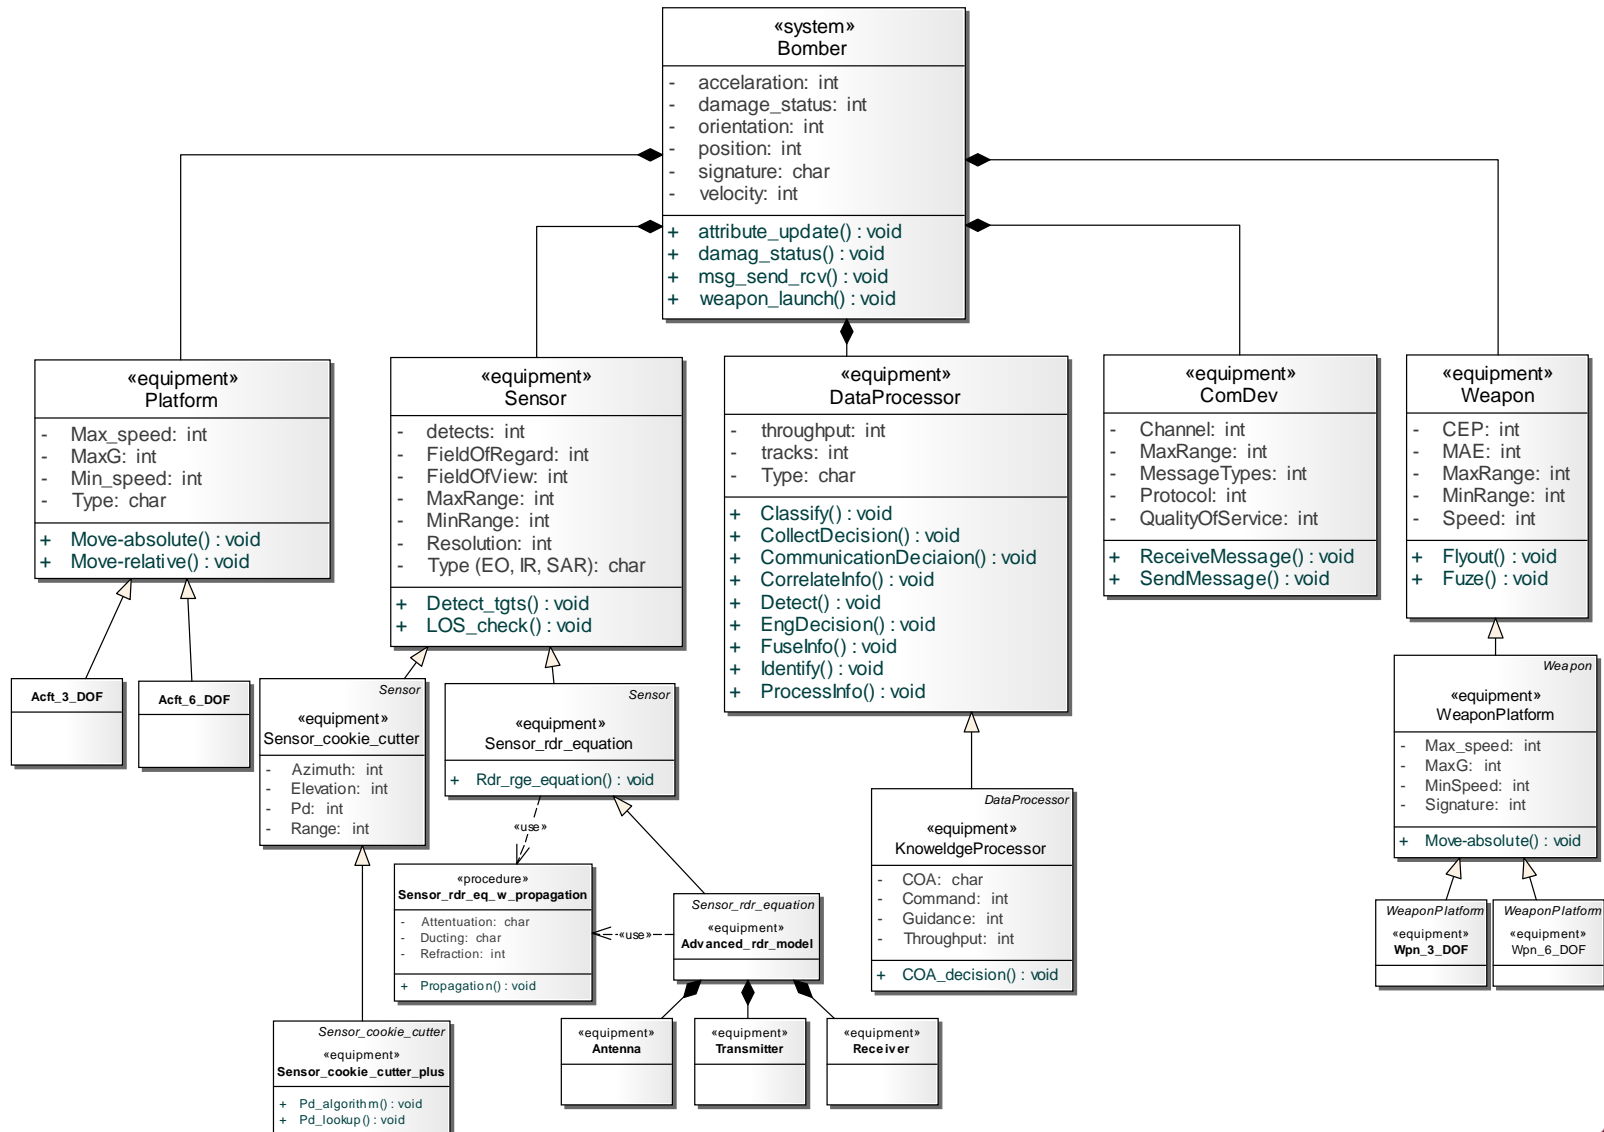 «system»
Bomber
- accelaration: int
- damage_status: int
- orientation: int
- position: int
- signature: char
- velocity: int
+ attribute_update() : void
+ damag_status() : void
+ msg_send_rcv() : void
+ weapon_launch() : void
«equipment»
Platform
- Max_speed: int
- MaxG: int
- Min_speed: int
- Type: char
+ Move-absolute() : void
+ Move-relative() : void
«equipment»
Sensor
- detects: int
- FieldOfRegard: int
- FieldOfView: int
- MaxRange: int
- MinRange: int
- Resolution: int
- Type (EO, IR, SAR): char
+ Detect_tgts() : void
+ LOS_check() : void
«equipment»
DataProcessor
- throughput: int
- tracks: int
- Type: char
+ Classify() : void
+ CollectDecision() : void
+ CommunicationDeciaion() : void
+ CorrelateInfo() : void
+ Detect() : void
+ EngDecision() : void
+ FuseInfo() : void
+ Identify() : void
+ ProcessInfo() : void
«equipment»
ComDev
- Channel: int
- MaxRange: int
- MessageTypes: int
- Protocol: int
- QualityOfService: int
+ ReceiveMessage() : void
+ SendMessage() : void
«equipment»
Weapon
- CEP: int
- MAE: int
- MaxRange: int
- MinRange: int
- Speed: int
+ Flyout() : void
+ Fuze() : void
Acft_3_DOF
Acft_6_DOF
Sensor
«equipment»
Sensor_cookie_cutter
- Azimuth: int
- Elevation: int
- Pd: int
- Range: int
Sensor
«equipment»
Sensor_rdr_equation
+ Rdr_rge_equation() : void
«use»
«procedure»
Sensor_rdr_eq_w_propagation
- Attentuation: char
- Ducting: char
- Refraction: int
+ Propagation() : void
«use»
Sensor_rdr_equation
«equipment»
Advanced_rdr_model
DataProcessor
«equipment»
KnoweldgeProcessor
- COA: char
- Command: int
- Guidance: int
- Throughput: int
+ COA_decision() : void
Weapon
«equipment»
WeaponPlatform
- Max_speed: int
- MaxG: int
- MinSpeed: int
- Signature: int
+ Move-absolute() : void
WeaponPlatform
«equipment»
Wpn_3_DOF
WeaponPlatform
«equipment»
Wpn_6_DOF
Sensor_cookie_cutter
«equipment»
Sensor_cookie_cutter_plus
+ Pd_algorithm() : void
+ Pd_lookup() : void
«equipment»
Antenna
«equipment»
Transmitter
«equipment»
Receiver